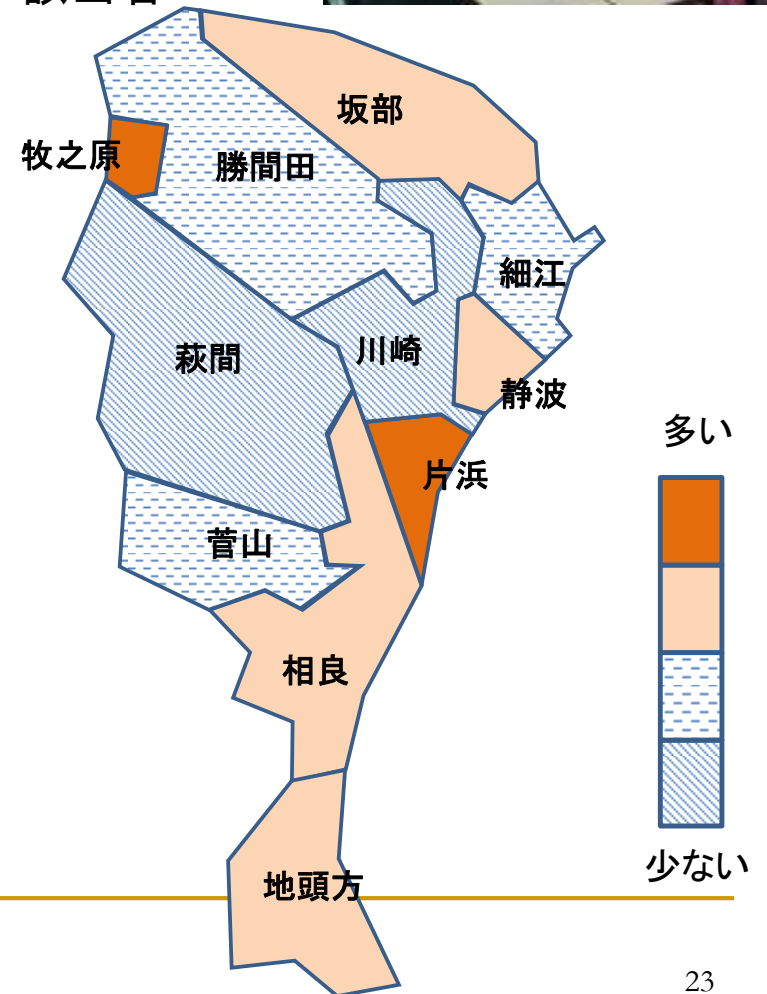 坂部
牧之原
勝間田
細江
萩間
川崎
静波
多い
片浜
菅山
相良
少ない
地頭方
23